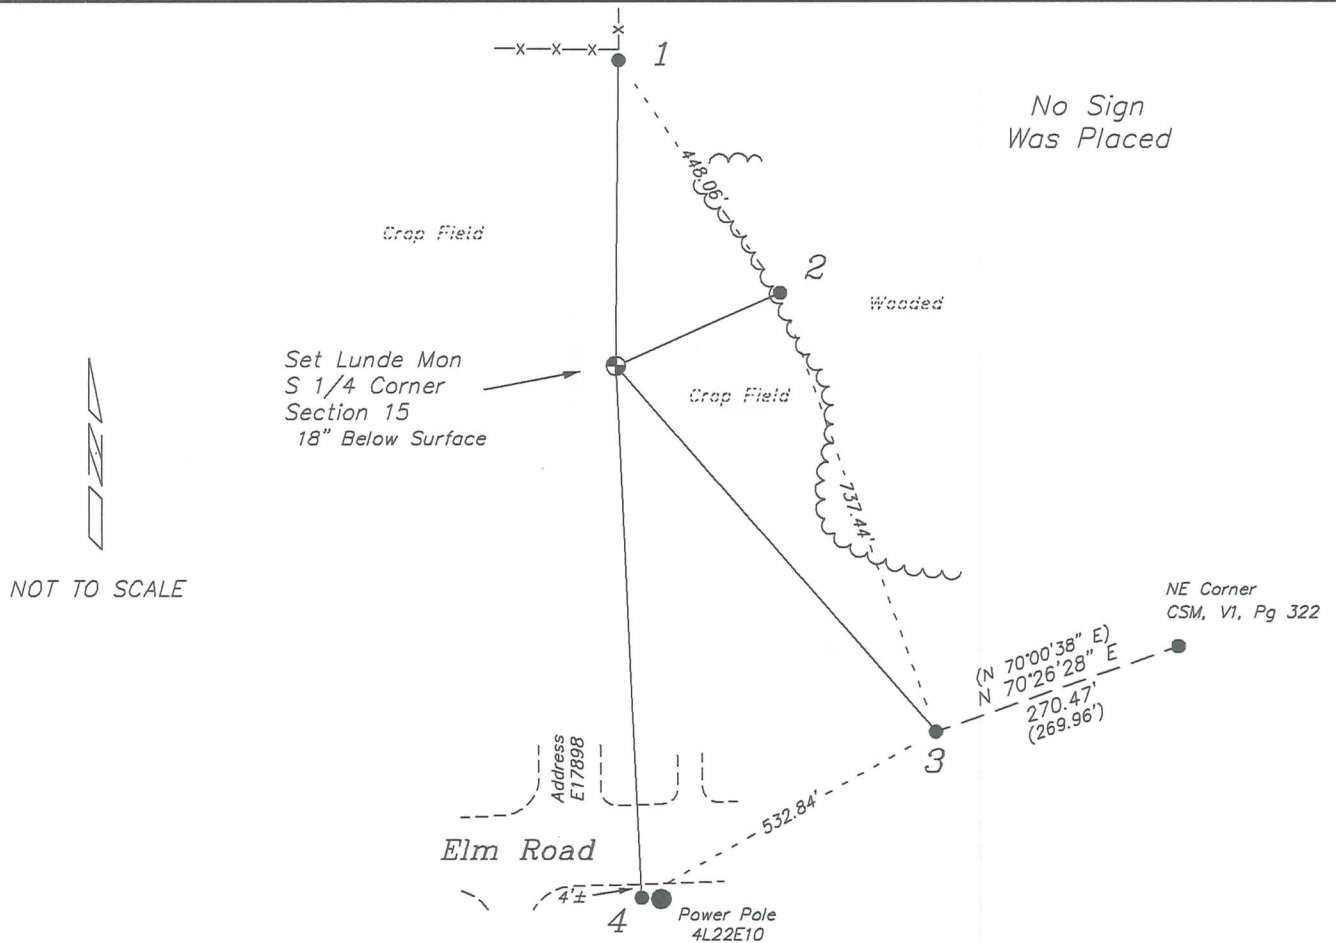 1
No Sign
Was Placed
448.06'
Crop Field
2
Wooded
Set Lunde Mon
S 1/4 Corner
Section 15
18" Below Surface
Crop Field
N
737.44'
NOT TO SCALE
NE Corner
CSM, V1, Pg 322
(N 70°00'38" E)
N 70°26'28" E
270.47'
(269.96')
3
Address
E17898
532.84'
Elm Road
4'±
4
Power Pole
4L22E10